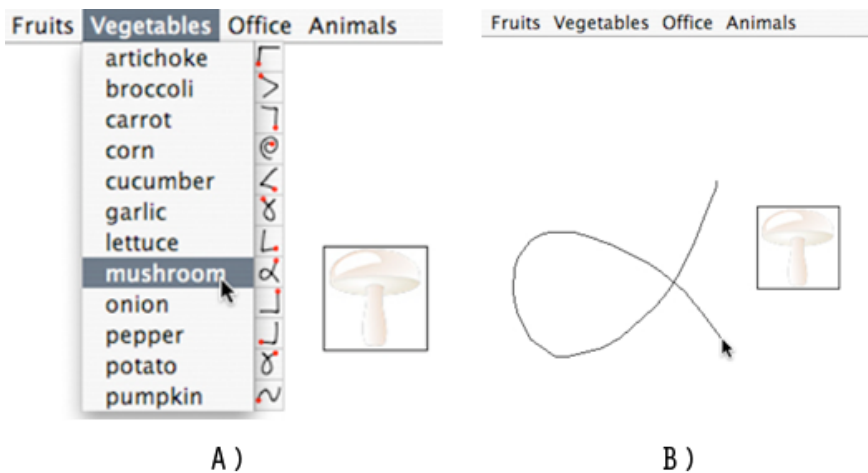 Fruits Vegetables Office Animals
artichoke
broccoli
carrot
corn
cucumber
garlic
lettuce
mushroom
onion
pepper
potato
pumpkin
A)
Fruits Vegetables Office Animals
B)